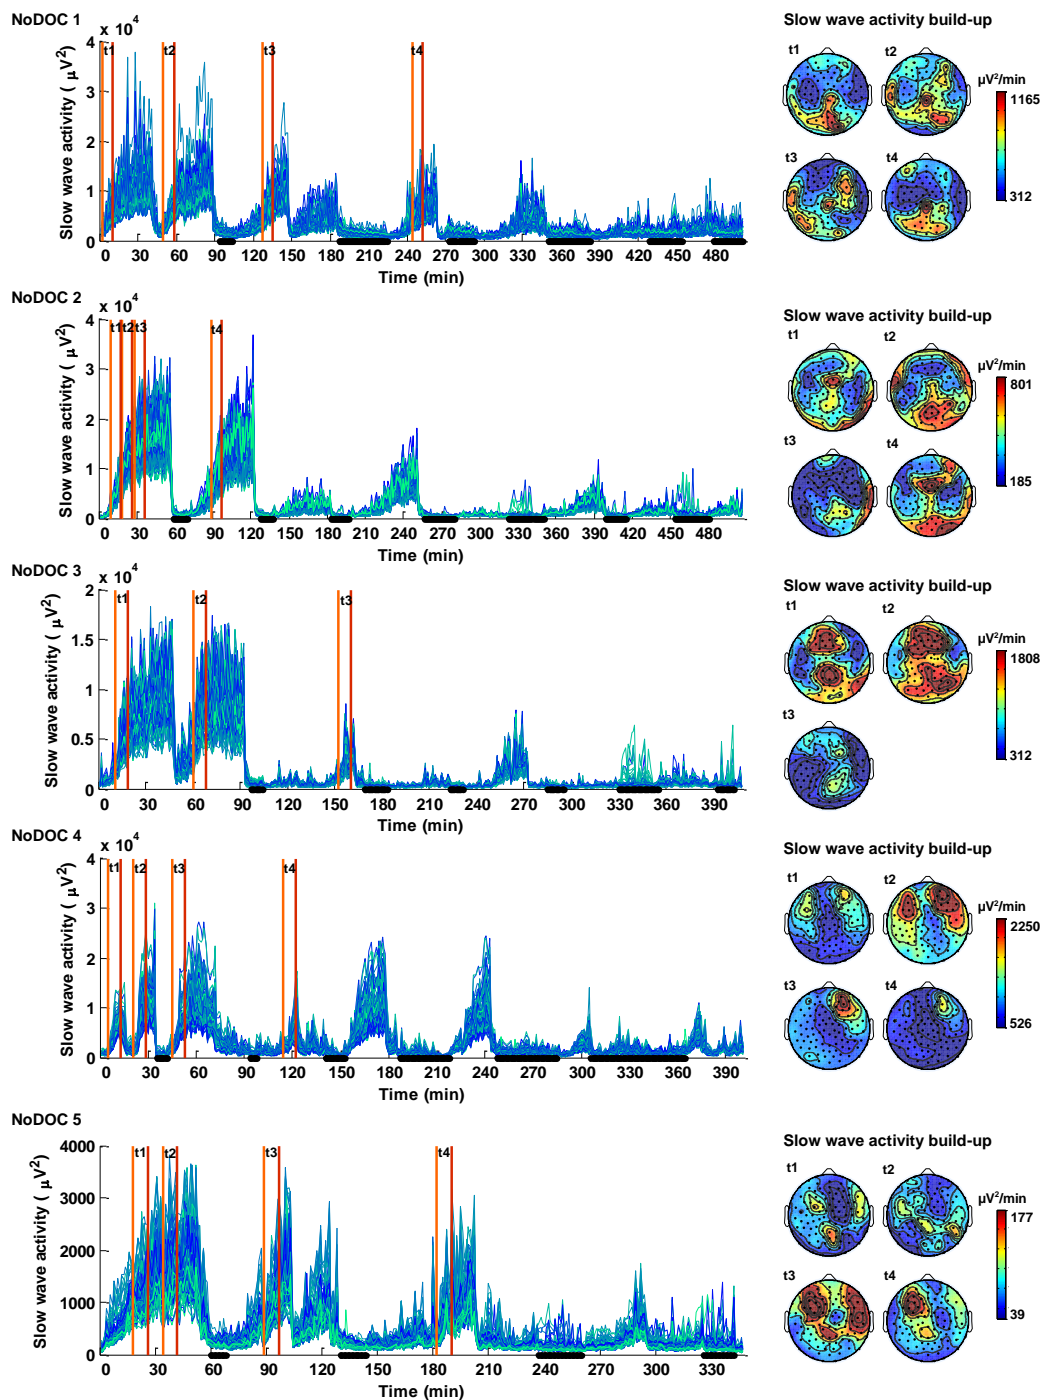 NoDOC 1
x 10^4
Slow wave activity ( μV²)
4
3
2
1
0
t1 t2 t3 t4
0 30 60 90 120 150 180 210 240 270 300 330 360 390 420 450 480
Time (min)
Slow wave activity build-up
t1 t2
t3 t4
μV²/min
1165
312
NoDOC 2
x 10^4
Slow wave activity ( μV²)
4
3
2
1
0
t1 t2 t3 t4
0 30 60 90 120 150 180 210 240 270 300 330 360 390 420 450 480
Time (min)
Slow wave activity build-up
t1 t2
t3 t4
μV²/min
801
185
NoDOC 3
x 10^4
Slow wave activity ( μV²)
2
1.5
1
0.5
0
t1 t2 t3
0 30 60 90 120 150 180 210 240 270 300 330 360 390
Time (min)
Slow wave activity build-up
t1 t2
t3
μV²/min
1808
312
NoDOC 4
x 10^4
Slow wave activity ( μV²)
4
3
2
1
0
t1 t2 t3 t4
0 30 60 90 120 150 180 210 240 270 300 330 360 390
Time (min)
Slow wave activity build-up
t1 t2
t3 t4
μV²/min
2250
526
NoDOC 5
Slow wave activity ( μV²)
4000
3000
2000
1000
0
t1 t2 t3 t4
0 30 60 90 120 150 180 210 240 270 300 330
Time (min)
Slow wave activity build-up
t1 t2
t3 t4
μV²/min
177
39